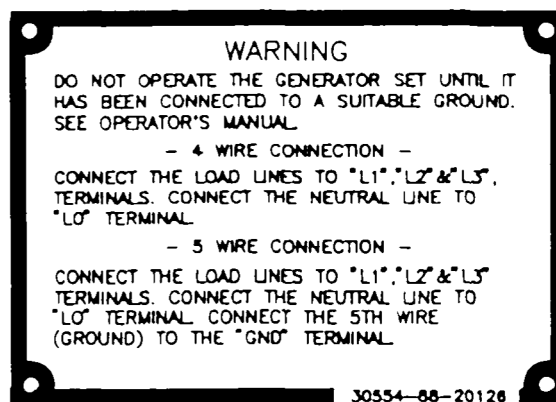 WARNING
DO NOT OPERATE THE GENERATOR SET UNTIL IT
HAS BEEN CONNECTED TO A SUITABLE GROUND.
SEE OPERATOR'S MANUAL
- 4 WIRE CONNECTION -
CONNECT THE LOAD LINES TO "L1","L2"&"L3",
TERMINALS. CONNECT THE NEUTRAL LINE TO
"LO" TERMINAL
- 5 WIRE CONNECTION -
CONNECT THE LOAD LINES TO "L1","L2"&"L3"
TERMINALS. CONNECT THE NEUTRAL LINE TO
"LO" TERMINAL CONNECT THE 5TH WIRE
(GROUND) TO THE "GND" TERMINAL
30554-88-20126